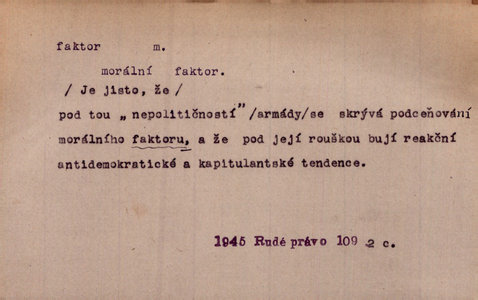 faktor m.
morální faktor.
/ Je jisto, že /
pod tou „ nepolitičností" /armády/se skrývá podceňování
morálního faktoru, a že pod její rouškou bují reakční
antidemokratické a kapitulantské tendence.
1945 Rudé právo 109 2 c.